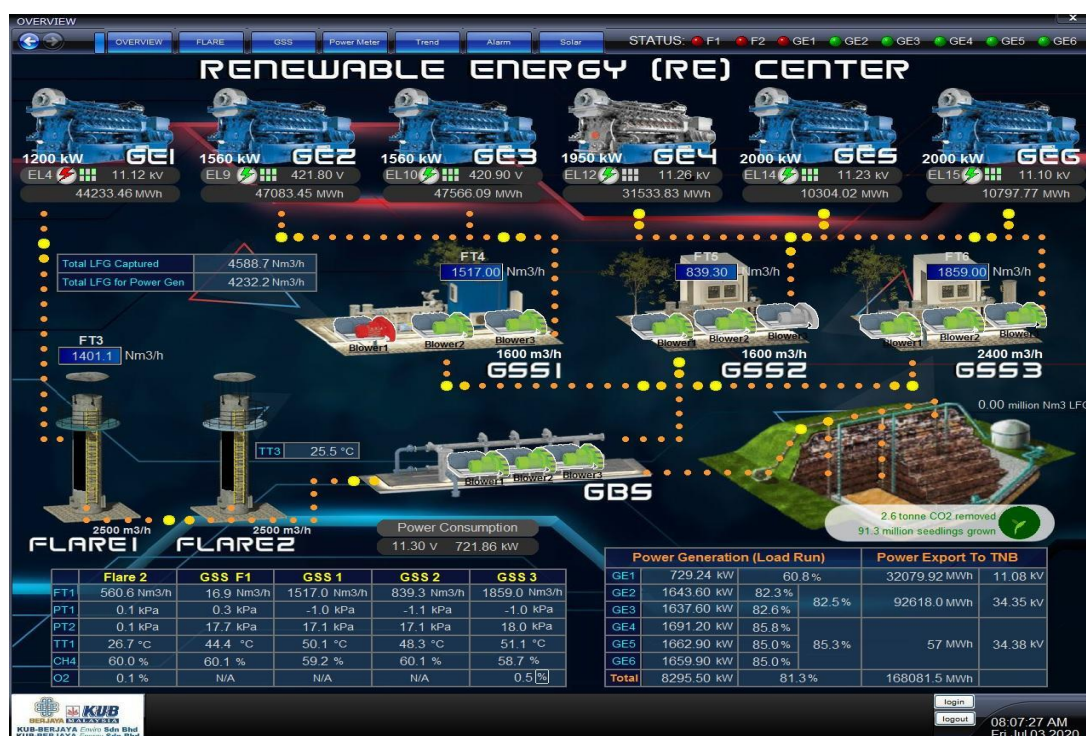 OVERVIEW
OVERVIEW FLARE GSS Power Meter Trend Alarm Solar STATUS: F1 F2 GE1 GE2 GE3 GE4 GE5 GE6
RENEWABLE ENERGY (RE) CENTER
1200 kW GE1 1560 kW GE2 1560 kW GE3 1950 kW GE4 2000 kW GE5 2000 kW GE6
EL4 11.12 kV EL9 421.80 V EL10 420.90 V EL12 11.26 kV EL14 11.23 kV EL15 11.10 kV
44233.46 MWh 47083.45 MWh 47566.09 MWh 31533.83 MWh 10304.02 MWh 10797.77 MWh
Total LFG Captured 4588.7 Nm3/h
Total LFG for Power Gen 4232.2 Nm3/h
FT4 FT5 FT6
1517.00 Nm3/h 839.30 Nm3/h 1859.00 Nm3/h
Blower1 Blower2 Blower3 Blower1 Blower2 Blower3 Blower1 Blower2 Blower3
FT3
1401.1 Nm3/h
1600 m3/h 1600 m3/h 2400 m3/h
GSS1 GSS2 GSS3
0.00 million Nm3 LFG
TT3 25.5 °C
Blower1 Blower2 Blower3
GBS
2500 m3/h 2500 m3/h
FLARE1 FLARE2
2.6 tonne CO2 removed
91.3 million seedlings grown
Power Consumption
11.30 V 721.86 kW
Flare 2 GSS F1 GSS 1 GSS 2 GSS 3
FT1 560.6 Nm3/h 16.9 Nm3/h 1517.0 Nm3/h 839.3 Nm3/h 1859.0 Nm3/h
PT1 0.1 kPa 0.3 kPa -1.0 kPa -1.1 kPa -1.0 kPa
PT2 0.1 kPa 17.7 kPa 17.1 kPa 17.1 kPa 18.0 kPa
TT1 26.7 °C 44.4 °C 50.1 °C 48.3 °C 51.1 °C
CH4 60.0 % 60.1 % 59.2 % 60.1 % 58.7 %
O2 0.1 % N/A N/A N/A 0.5 %
Power Generation (Load Run) Power Export To TNB
GE1 729.24 kW 60.8 % 32079.92 MWh 11.08 kV
GE2 1643.60 kW 82.3 %
82.5 % 92618.0 MWh 34.35 kV
GE3 1637.60 kW 82.6 %
GE4 1691.20 kW 85.8 %
GE5 1662.90 kW 85.0 % 85.3 % 57 MWh 34.38 kV
GE6 1659.90 kW 85.0 %
Total 8295.50 kW 81.3 % 168081.5 MWh
KUB
BERJAYA MALAYSIA
KUB-BERJAYA Enviro Sdn Bhd
KUB-BERJAYA Energy Sdn Bhd
login
logout
08:07:27 AM
Fri Jul 03 2020